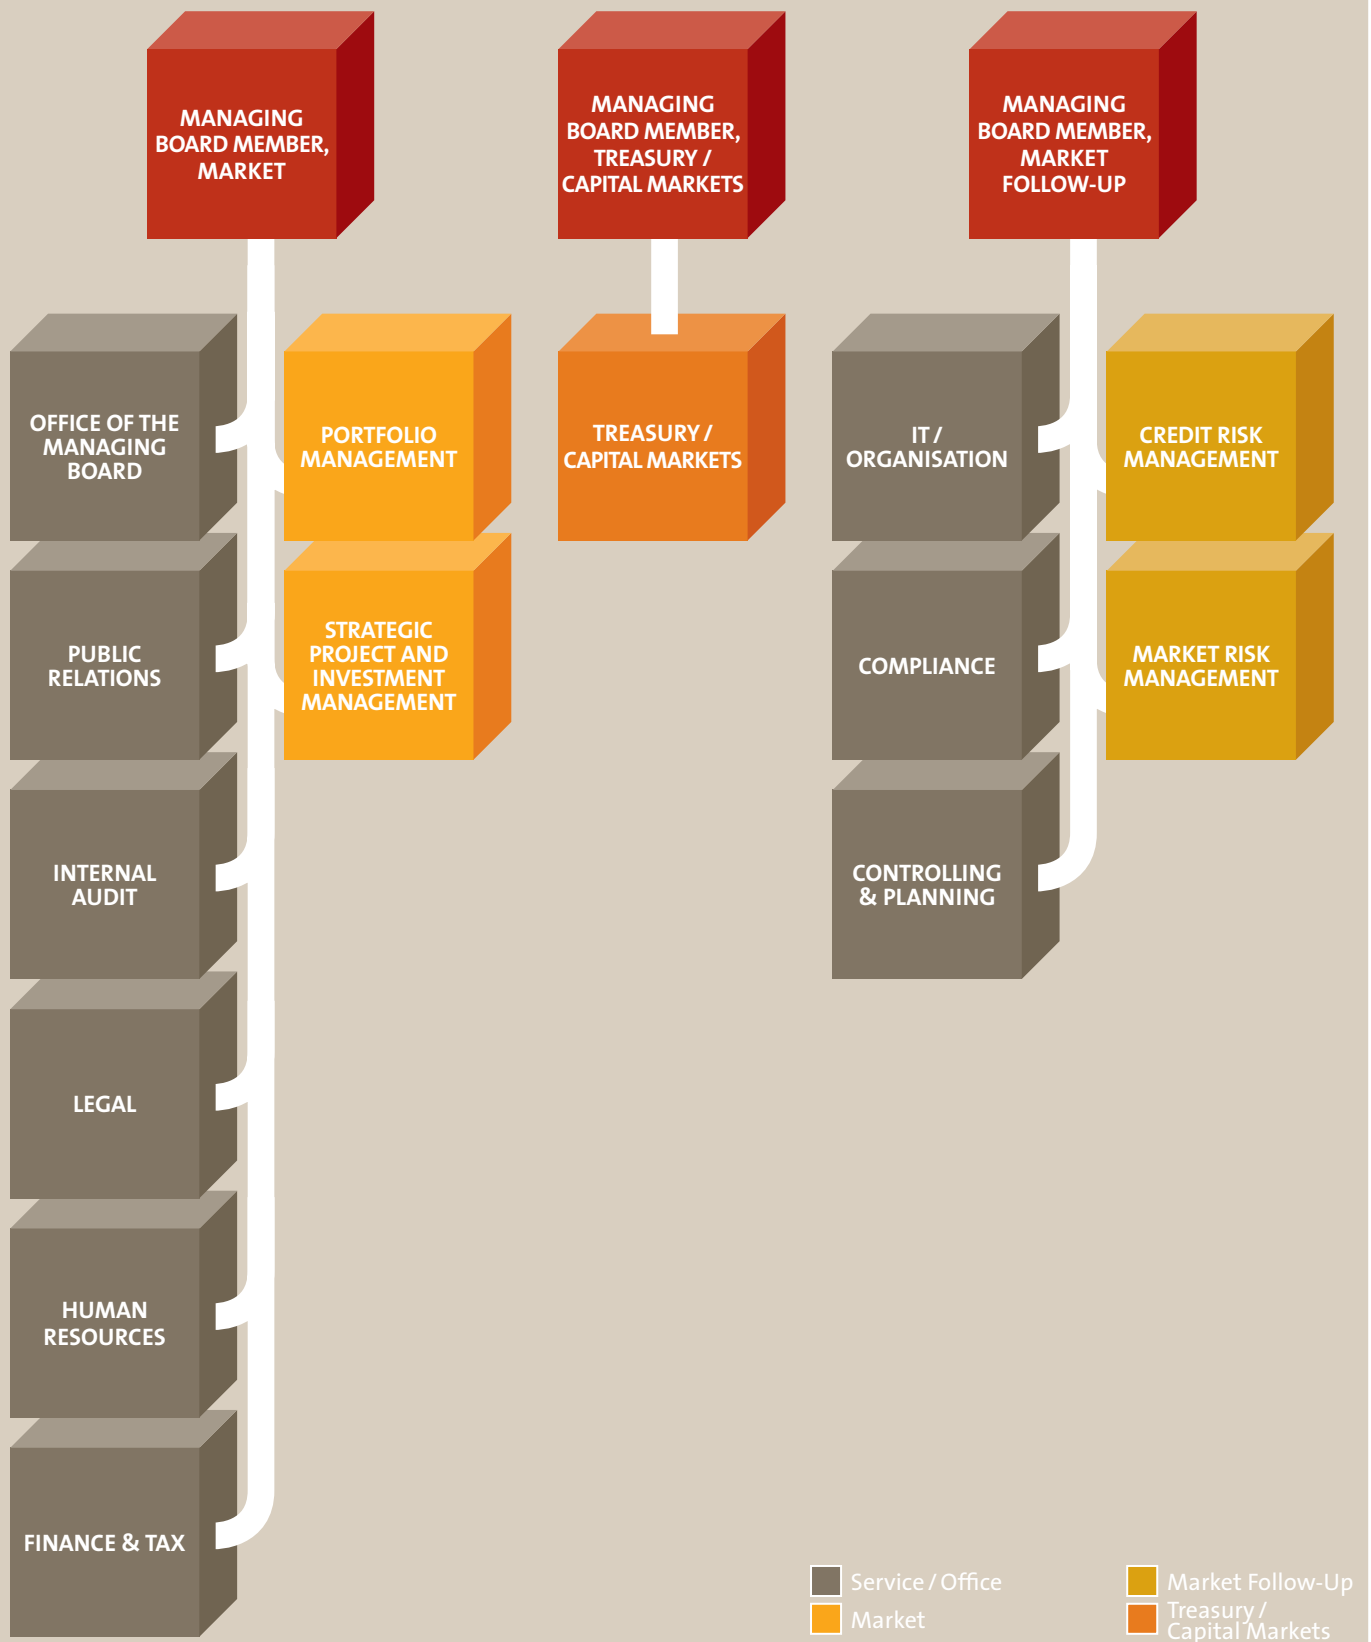 MANAGING
BOARD MEMBER,
MARKET
MANAGING
BOARD MEMBER,
TREASURY /
CAPITAL MARKETS
MANAGING
BOARD MEMBER,
MARKET
FOLLOW-UP
OFFICE OF THE
MANAGING
BOARD
PORTFOLIO
MANAGEMENT
TREASURY /
CAPITAL MARKETS
IT /
ORGANISATION
CREDIT RISK
MANAGEMENT
PUBLIC
RELATIONS
STRATEGIC
PROJECT AND
INVESTMENT
MANAGEMENT
COMPLIANCE
MARKET RISK
MANAGEMENT
INTERNAL
AUDIT
CONTROLLING
& PLANNING
LEGAL
HUMAN
RESOURCES
FINANCE & TAX
Service / Office
Market
Market Follow-Up
Treasury /
Capital Markets